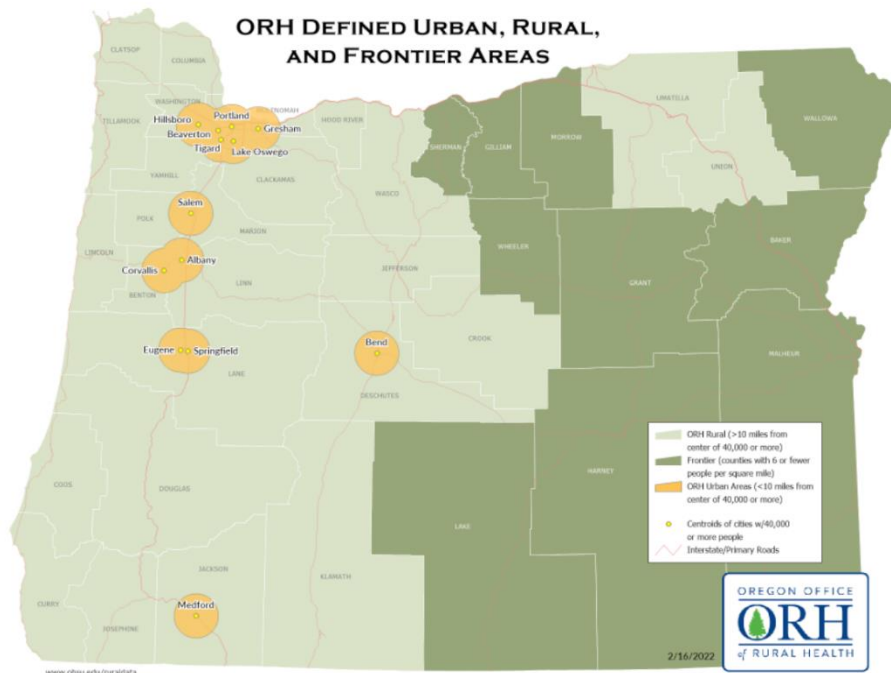 ORH DEFINED URBAN, RURAL,
AND FRONTIER AREAS
CLATSOP
COLUMBIA
WASHINGTON
TILLAMOOK
Hillsboro
Portland
Gresham
Beaverton
Tigard
Lake Oswego
HOOD RIVER
SHERMAN
GILLIAM
MORROW
UMATILLA
UNION
YAMHILL
CLACKAMAS
WASCO
Salem
POLK
MARION
WHEELER
BAKER
LINCOLN
Albany
Corvallis
JEFFERSON
GRANT
LINN
BENTON
Eugene
Springfield
Bend
CROOK
MALHEUR
LANE
DESCHUTES
COOS
DOUGLAS
LAKE
HARNEY
JACKSON
KLAMATH
CURRY
JOSEPHINE
Medford
ORH Rural (>10 miles from
center of 40,000 or more)
Frontier (counties with 6 or fewer
people per square mile)
ORH Urban Areas (<10 miles from
center of 40,000 or more)
Centroids of cities w/40,000
or more people
Interstate/Primary Roads
2/16/2022
OREGON OFFICE
ORH
of RURAL HEALTH